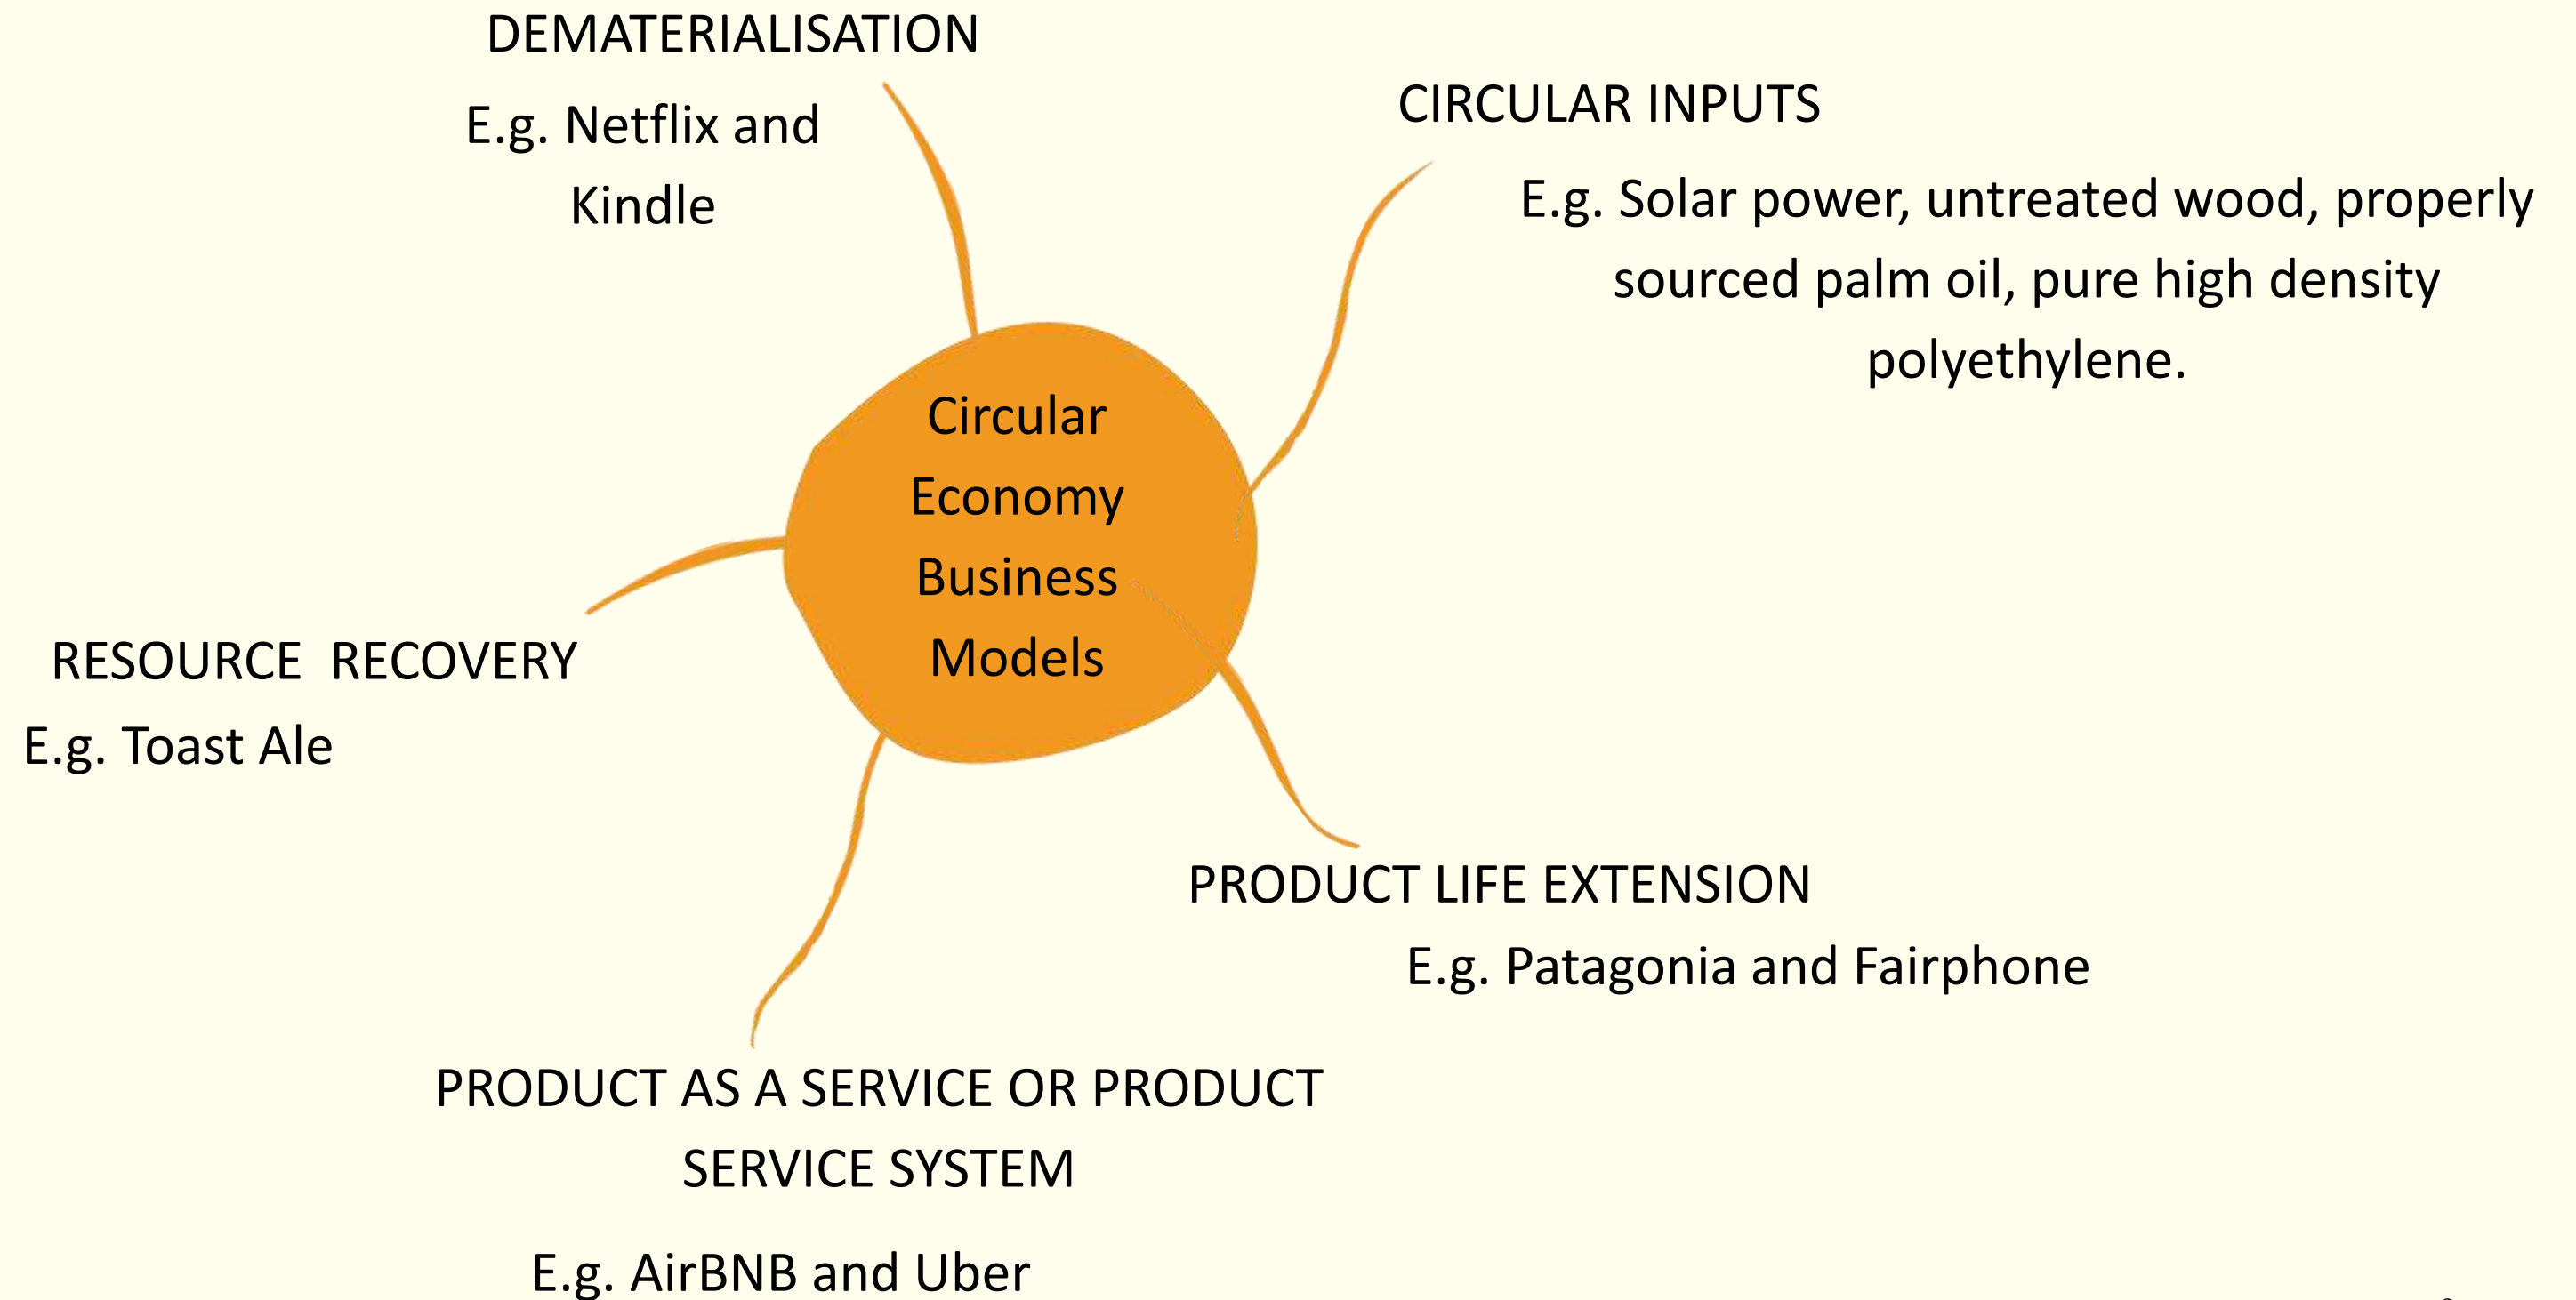 DEMATERIALISATION
E.g. Netflix and
Kindle
CIRCULAR INPUTS
E.g. Solar power, untreated wood, properly
sourced palm oil, pure high density
polyethylene.
Circular
Economy
Business
Models
RESOURCE RECOVERY
E.g. Toast Ale
PRODUCT LIFE EXTENSION
E.g. Patagonia and Fairphone
PRODUCT AS A SERVICE OR PRODUCT
SERVICE SYSTEM
E.g. AirBNB and Uber